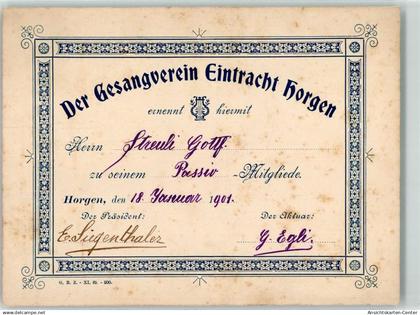 Der Gesangverein Eintracht Horgen
ernennt hiermit
Herrn Streuli Gottf.
zu seinem Passiv -Mitgliede.
Horgen, den 18. Januar 1901.
Der Präsident: Der Aktuar:
E. Siegenthaler G. Egli.
Ansichtskarten-Center